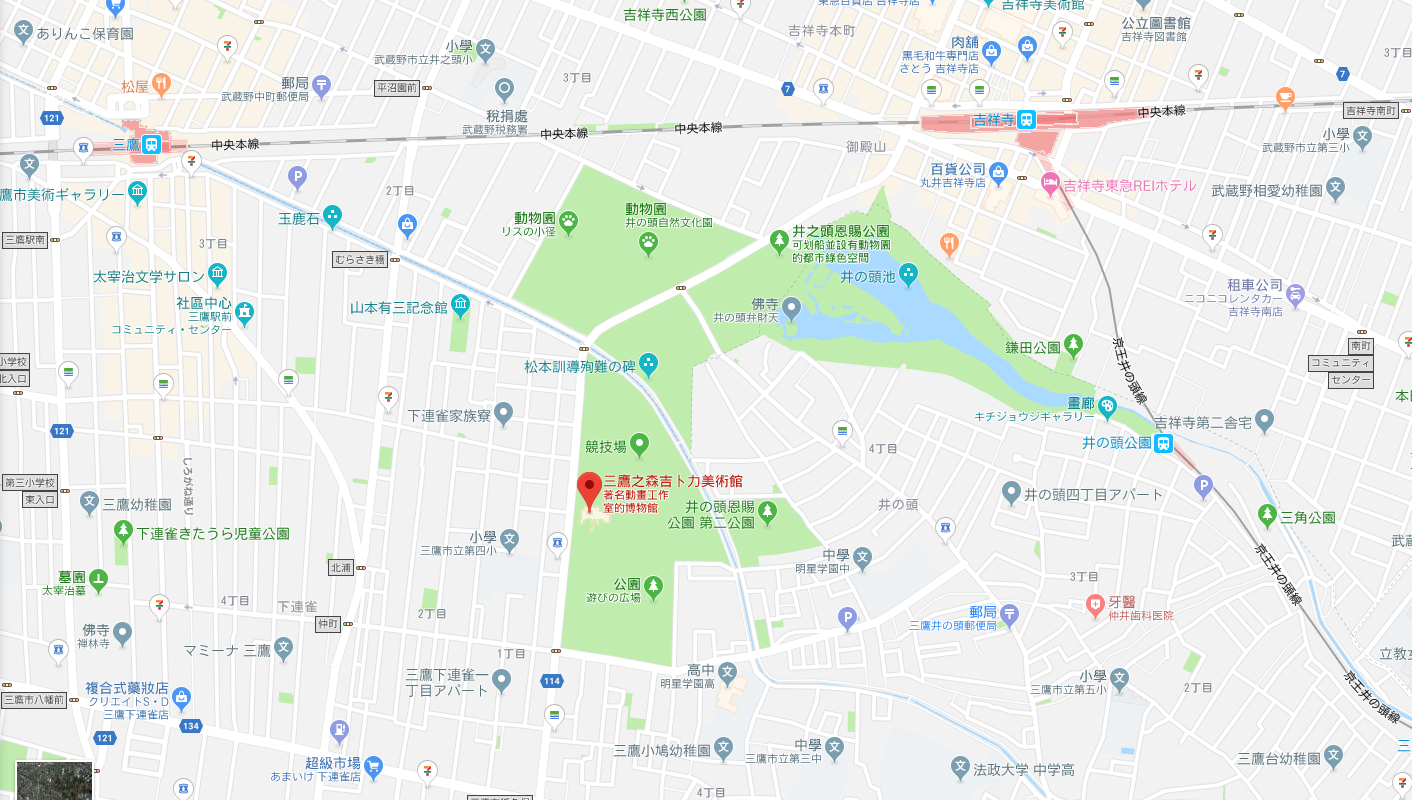 吉祥寺西公園
吉祥寺美術館
ありんこ保育園
小學
武蔵野市立井之頭小
吉祥寺本町
公立圖書館
吉祥寺図書館
肉舖
黒毛和牛専門店
さとう 吉祥寺店
3丁目
3丁目
松屋
郵局
武蔵野中町郵便局
平沼園前
7
7
121
稅捐處
武蔵野税務署
吉祥寺南町
三鷹
中央本線
中央本線
中央本線
吉祥寺
中央本線
小學
武蔵野市立第三小
御殿山
百貨公司
丸井吉祥寺店
吉祥寺東急REIホテル
武蔵野相愛幼稚園
鷹市美術ギャラリー
P
2丁目
玉鹿石
動物園
リスの小径
動物園
井の頭自然文化園
井之頭恩賜公園
可划船並設有動物園
的都市綠色空間
三鷹駅南
3丁目
むらさき橋
太宰治文学サロン
井の頭池
租車公司
ニコニコレンタカー
吉祥寺南店
社區中心
三鷹駅前
コミュニティ・センター
山本有三記念館
佛寺
井の頭弁財天
鎌田公園
南町
コミュニティ
センター
小学校
北入口
松本訓導殉難の碑
京王井の頭線
下連雀家族寮
畫廊
キチジョウジギャラリー
吉祥寺第二舎宅
121
競技場
4丁目
井の頭公園
第三小学校
東入口
しろがね通り
三鷹之森吉卜力美術館
著名動畫工作
室的博物館
P
三鷹幼稚園
井の頭恩賜
公園 第二公園
井の頭
井の頭四丁目アパート
三角公園
下連雀きたうら児童公園
小學
三鷹市立第四小
中學
明星学園中
京王井の頭線
北浦
墓園
太宰治墓
公園
遊びの広場
3丁目
4丁目
下連雀
2丁目
仲町
P
郵局
三鷹井の頭郵便局
牙醫
仲井歯科医院
佛寺
禅林寺
マミーナ 三鷹
1丁目
高中
明星学園高
三鷹下連雀一
丁目アパート
114
小學
三鷹市立第五小
2丁目
京王井の頭線
三鷹市八幡前
複合式藥妝店
クリエイトS・D
三鷹下連雀店
134
121
超級市場
あまいけ 下連雀店
三鷹小鳩幼稚園
中學
三鷹市立第三中
法政大学 中学高
三鷹台幼稚園
4丁目